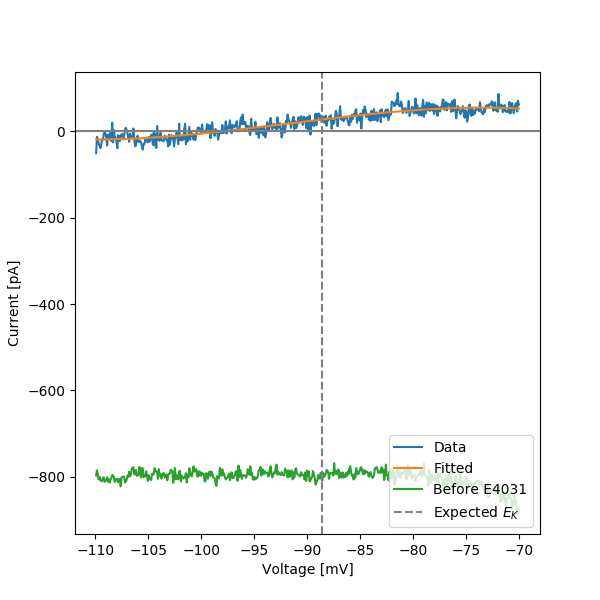 0
−200
−400
−600
−800
Current [pA]
−110 −105 −100 −95 −90 −85 −80 −75 −70
Voltage [mV]
Data
Fitted
Before E4031
Expected E_K